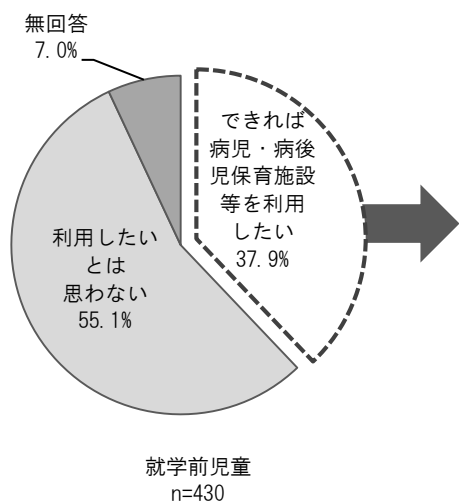 無回答
7.0%
できれば
病児・病後
児保育施設
等を利用
したい
37.9%
利用したい
とは
思わない
55.1%
就学前児童
n=430